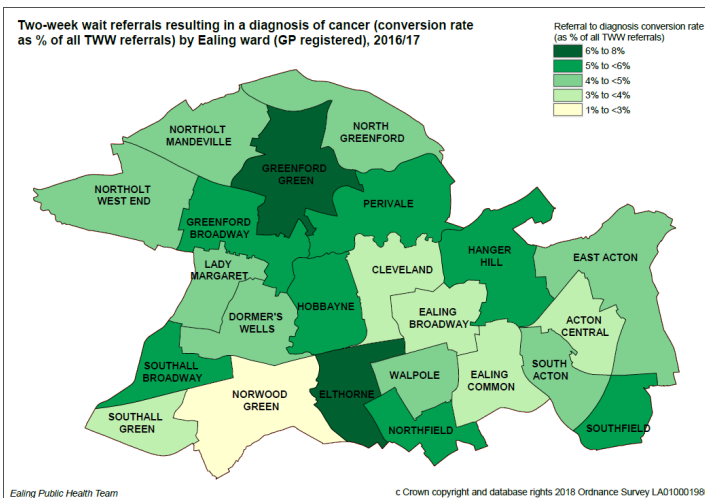 Two-week wait referrals resulting in a diagnosis of cancer (conversion rate
as % of all TWW referrals) by Ealing ward (GP registered), 2016/17
Referral to diagnosis conversion rate
(as % of all TWW referrals)
6% to 8%
5% to <6%
4% to <5%
3% to <4%
1% to <3%
NORTHOLT
MANDEVILLE
NORTH
GREENFORD
GREENFORD
GREEN
NORTHOLT
WEST END
PERIVALE
GREENFORD
BROADWAY
HANGER
HILL
EAST ACTON
LADY
MARGARET
CLEVELAND
HOBBAYNE
DORMER'S
WELLS
EALING
BROADWAY
ACTON
CENTRAL
SOUTHALL
BROADWAY
WALPOLE
EALING
COMMON
SOUTH
ACTON
NORWOOD
GREEN
ELTHORNE
SOUTHALL
GREEN
NORTHFIELD
SOUTHFIELD
Ealing Public Health Team
c Crown copyright and database rights 2018 Ordnance Survey